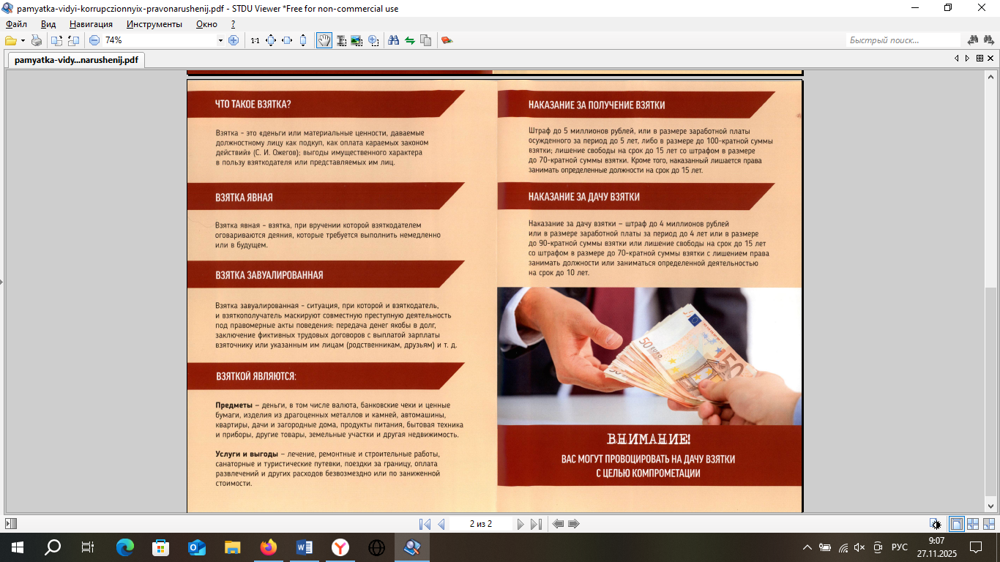 pamyatka-vidyi-korrupczionnyix-pravonarushenij.pdf - STDU Viewer *Free for non-commercial use
Файл Вид Навигация Инструменты Окно ?
74%
1:1
Быстрый поиск...
pamyatka-vidy...narushenij.pdf
ЧТО ТАКОЕ ВЗЯТКА?
Взятка - это «деньги или материальные ценности, даваемые
должностному лицу как подкуп, как оплата караемых законом
действий» (С. И. Ожегов); выгоды имущественного характера
в пользу взяткодателя или представляемых им лиц.
ВЗЯТКА ЯВНАЯ
Взятка явная - взятка, при вручении которой взяткодателем
оговариваются деяния, которые требуется выполнить немедленно
или в будущем.
ВЗЯТКА ЗАВУАЛИРОВАННАЯ
Взятка завуалированная - ситуация, при которой и взяткодатель,
и взяткополучатель маскируют совместную преступную деятельность
под правомерные акты поведения: передача денег якобы в долг,
заключение фиктивных трудовых договоров с выплатой зарплаты
взяточнику или указанным им лицам (родственникам, друзьям) и т. д.
ВЗЯТКОЙ ЯВЛЯЮТСЯ:
Предметы – деньги, в том числе валюта, банковские чеки и ценные
бумаги, изделия из драгоценных металлов и камней, автомашины,
квартиры, дачи и загородные дома, продукты питания, бытовая техника
и приборы, другие товары, земельные участки и другая недвижимость.
Услуги и выгоды – лечение, ремонтные и строительные работы,
санаторные и туристические путевки, поездки за границу, оплата
развлечений и других расходов безвозмездно или по заниженной
стоимости.
НАКАЗАНИЕ ЗА ПОЛУЧЕНИЕ ВЗЯТКИ
Штраф до 5 миллионов рублей, или в размере заработной платы
осужденного за период до 5 лет, либо в размере до 100-кратной суммы
взятки; лишение свободы на срок до 15 лет со штрафом в размере
до 70-кратной суммы взятки. Кроме того, наказанный лишается права
занимать определенные должности на срок до 15 лет.
НАКАЗАНИЕ ЗА ДАЧУ ВЗЯТКИ
Наказание за дачу взятки – штраф до 4 миллионов рублей
или в размере заработной платы за период до 4 лет или в размере
до 90-кратной суммы взятки или лишение свободы на срок до 15 лет
со штрафом в размере до 70-кратной суммы взятки с лишением права
занимать должности или заниматься определенной деятельностью
на срок до 10 лет.
50 EURO
50
ВНИМАНИЕ!
ВАС МОГУТ ПРОВОЦИРОВАТЬ НА ДАЧУ ВЗЯТКИ
С ЦЕЛЬЮ КОМПРОМЕТАЦИИ
2 из 2
РУС
9:07
27.11.2025